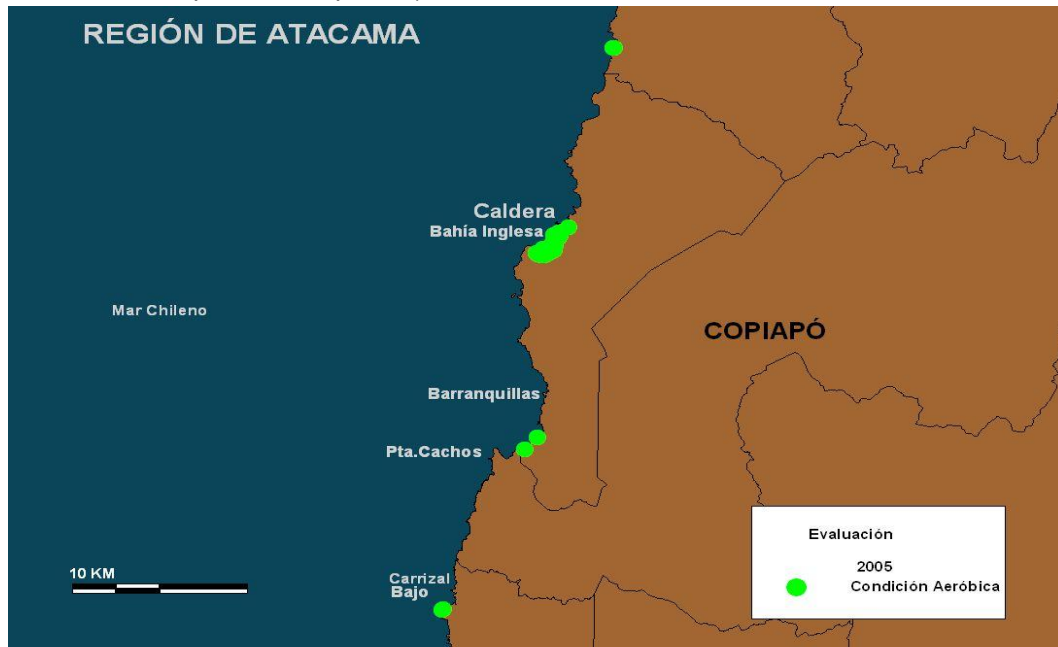 REGIÓN DE ATACAMA
Caldera
Bahía Inglesa
Mar Chileno
COPIAPÓ
Barranquillas
Pta.Cachos
10 KM
Carrizal
Bajo
Evaluación
2005
Condición Aeróbica